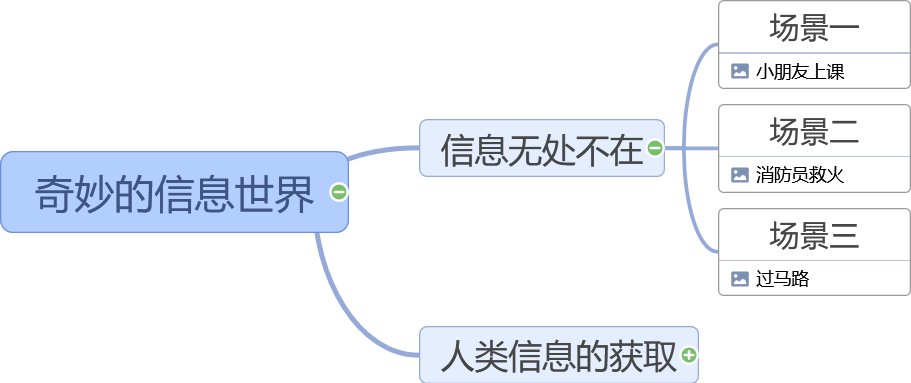 奇妙的信息世界
信息无处不在
场景一
小朋友上课
场景二
消防员救火
场景三
过马路
人类信息的获取